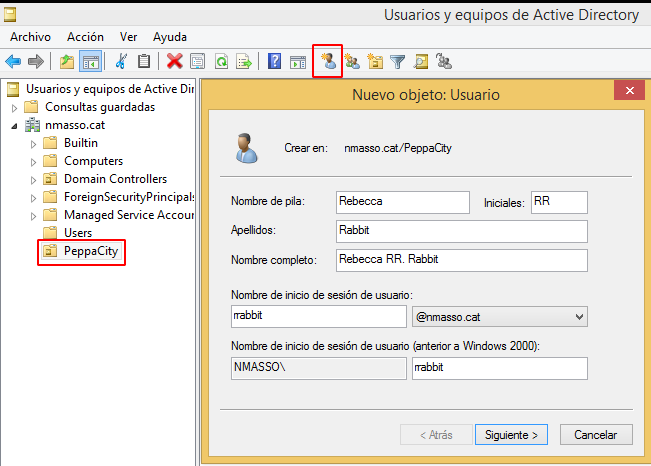 Usuarios y equipos de Active Directory
Archivo Acción Ver Ayuda
Usuarios y equipos de Active Dire
Consultas guardadas
nmasso.cat
Builtin
Computers
Domain Controllers
ForeignSecurityPrincipals
Managed Service Accour
Users
PeppaCity
Nuevo objeto: Usuario
Crear en: nmasso.cat/PeppaCity
Nombre de pila: Rebecca Iniciales: RR
Apellidos: Rabbit
Nombre completo: Rebecca RR. Rabbit
Nombre de inicio de sesión de usuario:
rrabbit @nmasso.cat
Nombre de inicio de sesión de usuario (anterior a Windows 2000):
NMASSO\ rrabbit
< Atrás Siguiente > Cancelar